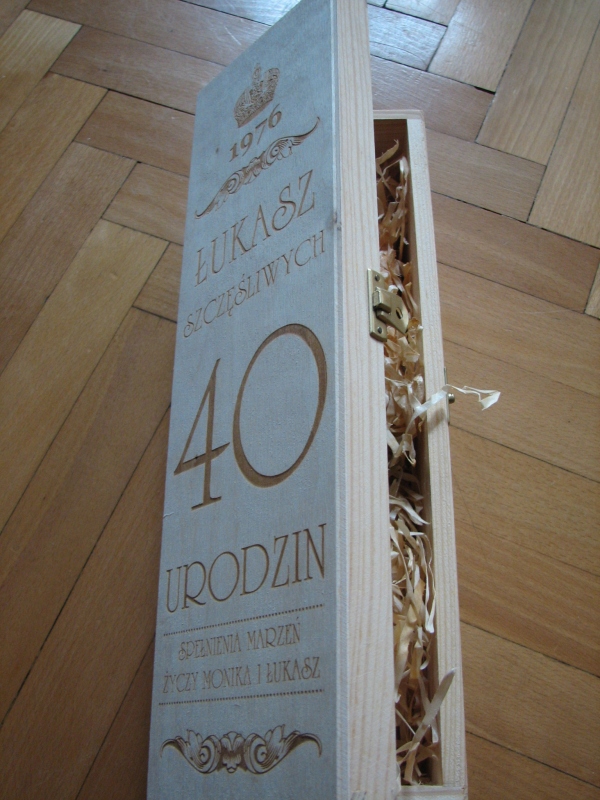 1976
ŁUKASZ
SZCZĘŚLIWYCH
40
URODZIN
SPEŁNIENIA MARZEŃ
ŻYCZY MONIKA I ŁUKASZ